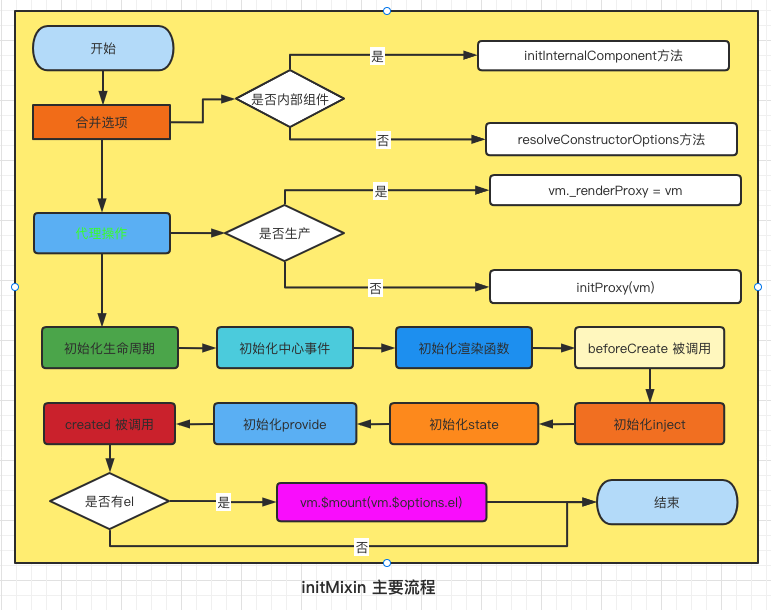 开始
是
initInternalComponent方法
是否内部组件
合并选项
否
resolveConstructorOptions方法
是
vm._renderProxy = vm
代理操作
是否生产
否
initProxy(vm)
初始化生命周期
初始化中心事件
初始化渲染函数
beforeCreate 被调用
created 被调用
初始化provide
初始化state
初始化inject
是否有el
是
vm.$mount(vm.$options.el)
结束
否
initMixin 主要流程